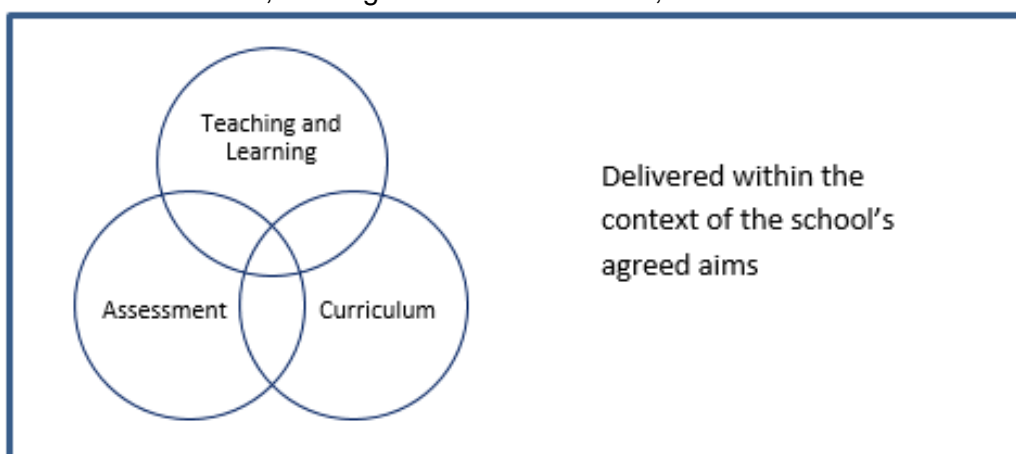 Teaching and
Learning
Assessment
Curriculum
Delivered within the
context of the school's
agreed aims